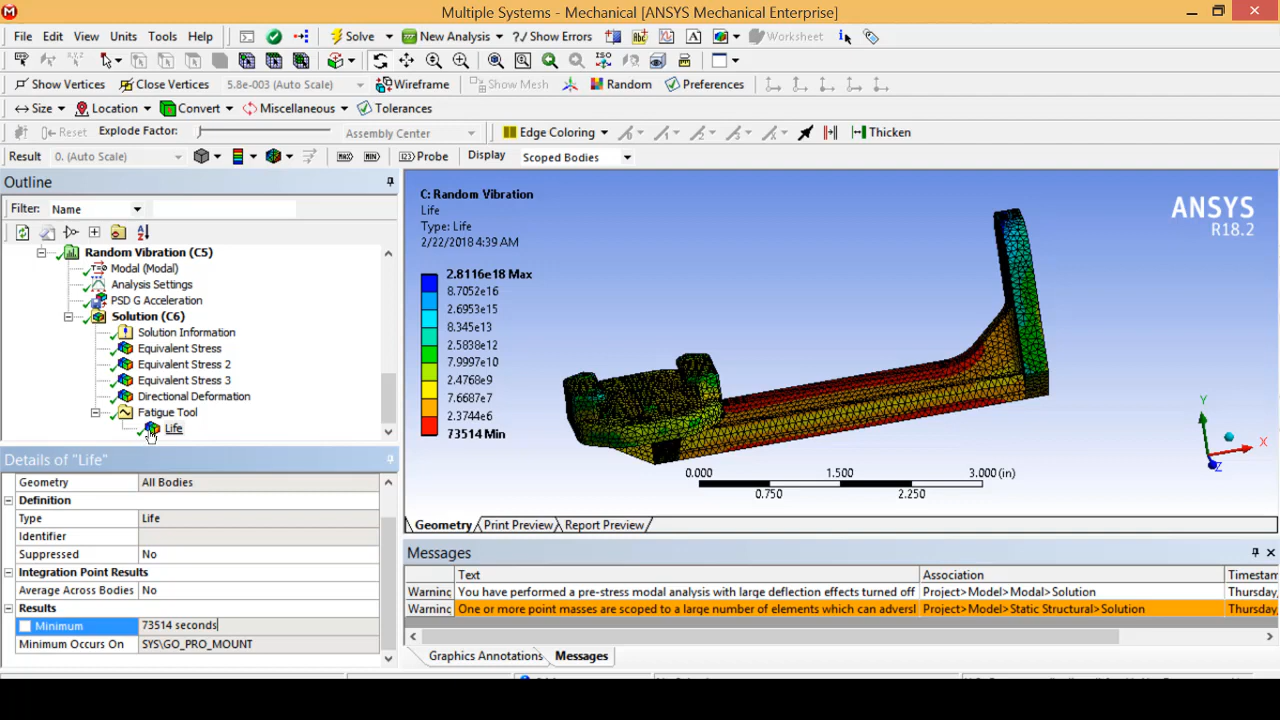 Multiple Systems - Mechanical [ANSYS Mechanical Enterprise]
File Edit View Units Tools Help Solve New Analysis ?/ Show Errors Worksheet
Show Vertices Close Vertices 5.8e-003 (Auto Scale) Wireframe Show Mesh Random Preferences
Size Location Convert Miscellaneous Tolerances
Reset Explode Factor: Assembly Center Edge Coloring Thicken
Result 0. (Auto Scale) MAX MIN Probe Display Scoped Bodies
Outline
Filter: Name
Random Vibration (C5)
Modal (Modal)
Analysis Settings
PSD G Acceleration
Solution (C6)
Solution Information
Equivalent Stress
Equivalent Stress 2
Equivalent Stress 3
Directional Deformation
Fatigue Tool
Life
Details of "Life"
Geometry All Bodies
Definition
Type Life
Identifier
Suppressed No
Integration Point Results
Average Across Bodies No
Results
Minimum 73514 seconds
Minimum Occurs On SYS\GO_PRO_MOUNT
C: Random Vibration
Life
Type: Life
2/22/2018 4:39 AM
2.8116e18 Max
8.7052e16
2.6953e15
8.345e13
2.5838e12
7.9997e10
2.4768e9
7.6687e7
2.3744e6
73514 Min
ANSYS
R18.2
0.000 1.500 3.000 (in)
0.750 2.250
Y
X
Z
Geometry Print Preview Report Preview
Messages
Text Association Timestam
Warninc You have performed a pre-stress modal analysis with large deflection effects turned off Project>Model>Modal>Solution Thursday,
Warninc One or more point masses are scoped to a large number of elements which can adversl Project>Model>Static Structural>Solution Thursday,
Graphics Annotations Messages